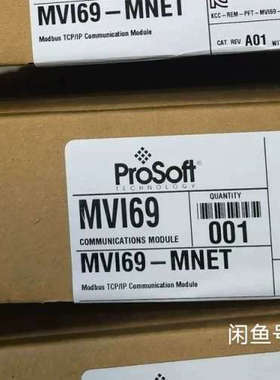 MVI69-MNET
Modbus TCP/IP Communication Module
KCC-REM-PFT-MVI69-
CAT REV A01
ProSoft®
TECHNOLOGY
MVI69
COMMUNICATIONS MODULE
QUANTITY
001
MVI69-MNET
Modbus TCP/IP Communication Module
闲鱼号